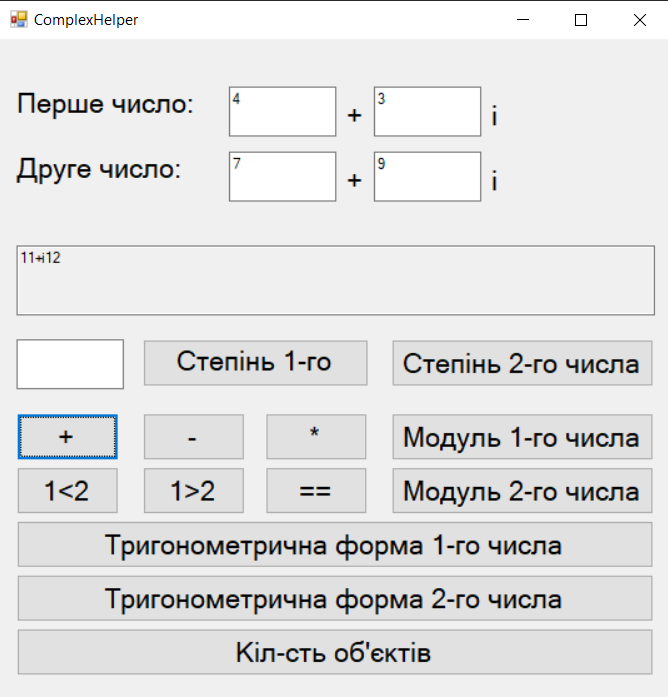 ComplexHelper
Перше число: 4 + 3 i
Друге число: 7 + 9 i
11+i12
Степінь 1-го Степінь 2-го числа
+ - * Модуль 1-го числа
1<2 1>2 == Модуль 2-го числа
Тригонометрична форма 1-го числа
Тригонометрична форма 2-го числа
Кіл-сть об'єктів